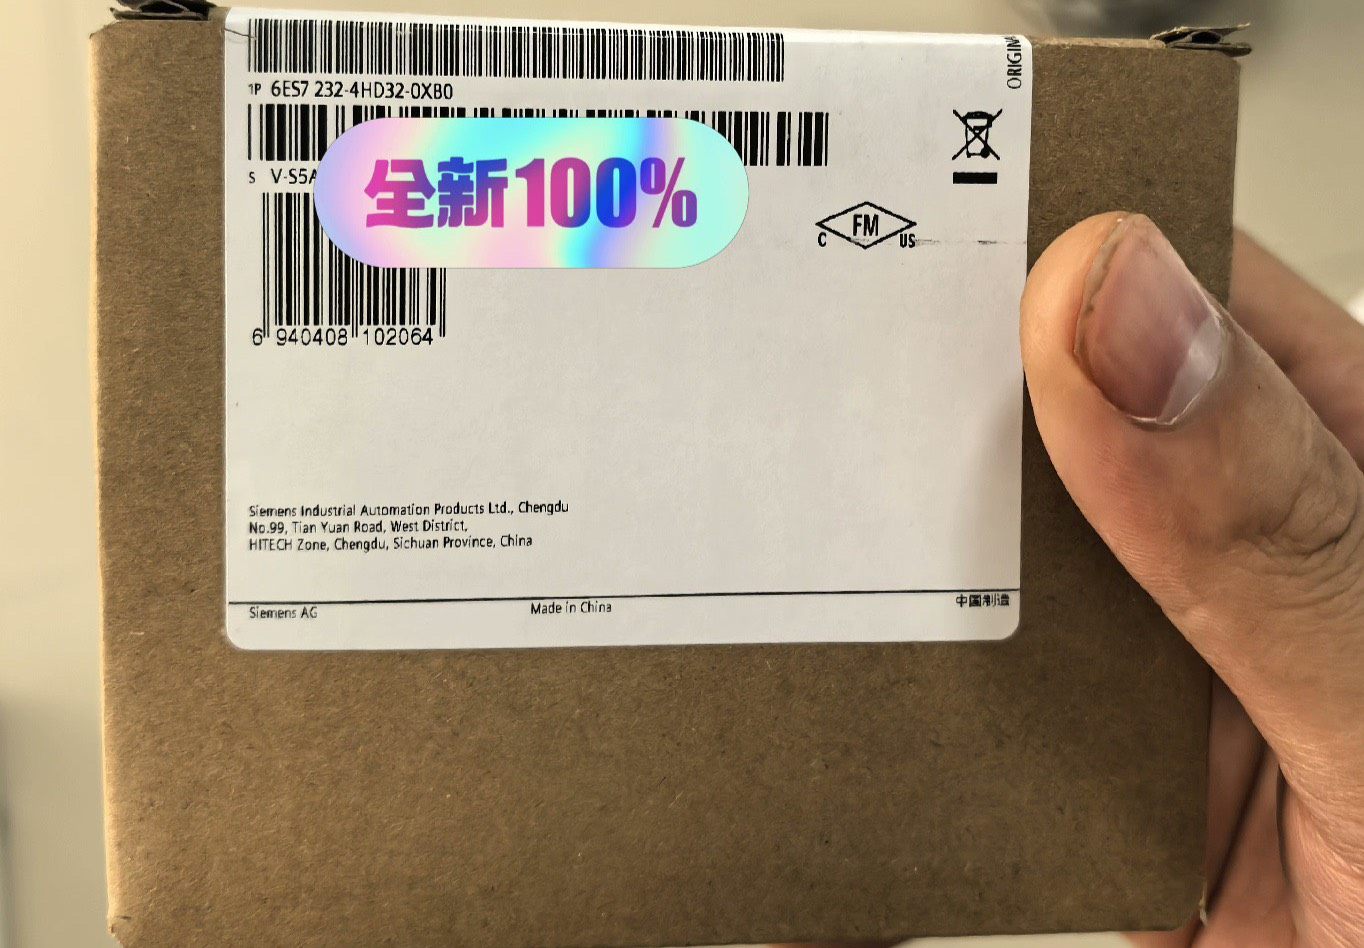 ORIGINA
1P 6ES7 232-4HD32-0XB0
S V-S5A
全新100%
C FM US
6 940408 102064
Siemens Industrial Automation Products Ltd., Chengdu
No.99, Tian Yuan Road, West District,
HITECH Zone, Chengdu, Sichuan Province, China
Siemens AG Made in China 中国制造